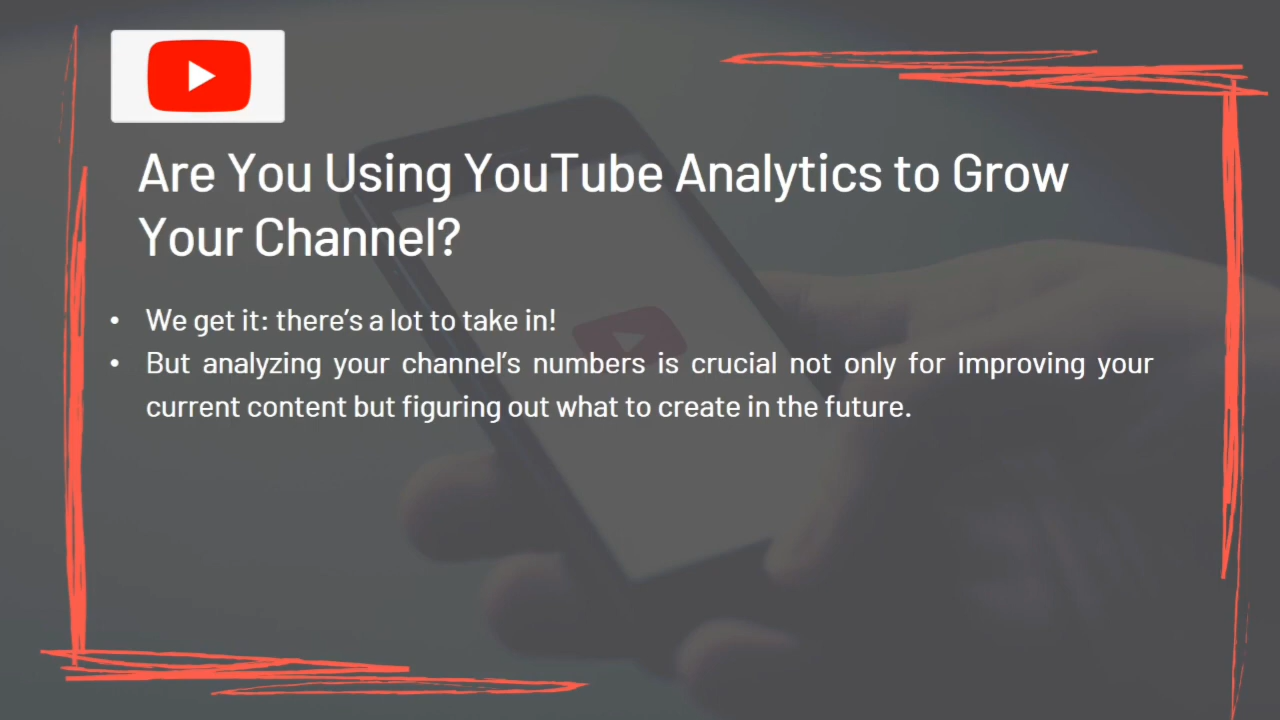 Are You Using YouTube Analytics to Grow
Your Channel?
• We get it: there's a lot to take in!
• But analyzing your channel's numbers is crucial not only for improving your
current content but figuring out what to create in the future.